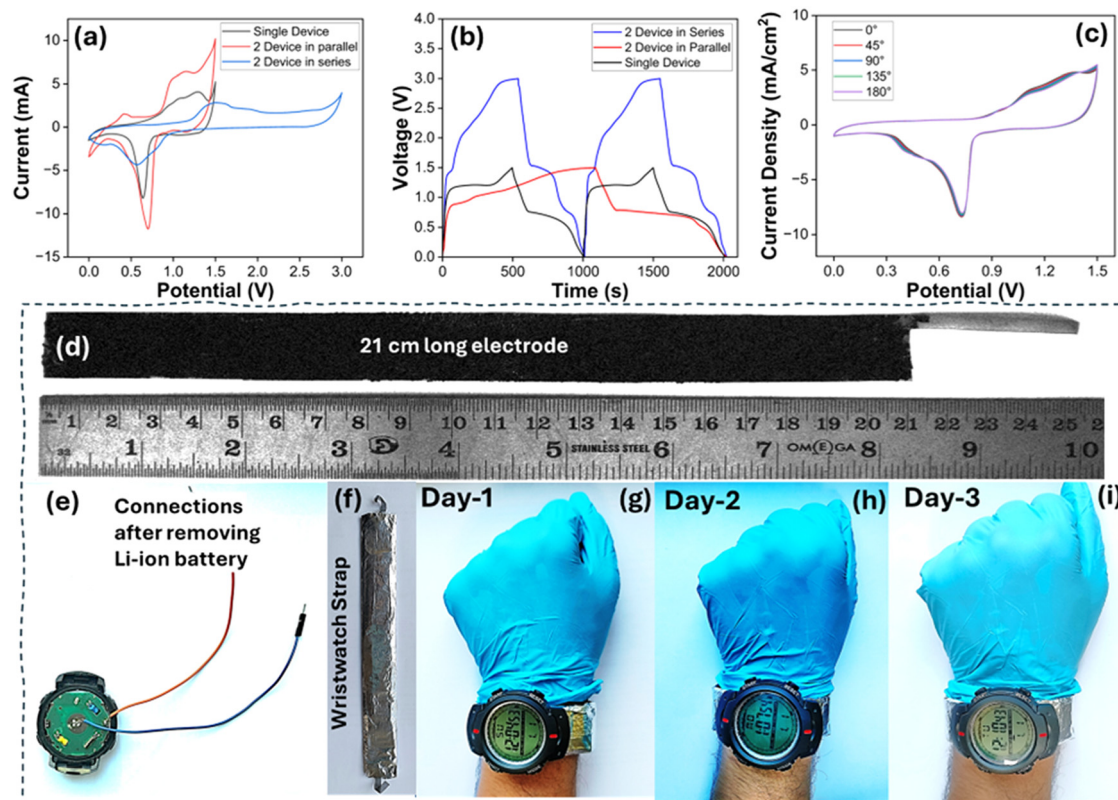 (a)
Single Device
2 Device in parallel
2 Device in series
Current (mA)
10
5
0
−5
−10
−15
0.0 0.5 1.0 1.5 2.0 2.5 3.0
Potential (V)
(b)
2 Device in Series
2 Device in Parallel
Single Device
Voltage (V)
4.0
3.5
3.0
2.5
2.0
1.5
1.0
0.5
0.0
0 500 1000 1500 2000
Time (s)
(c)
0°
45°
90°
135°
180°
Current Density (mA/cm²)
10
5
0
−5
−10
0.0 0.3 0.6 0.9 1.2 1.5
Potential (V)
(d)
21 cm long electrode
1 2 3 4 5 6 7 8 9 10 11 12 13 14 15 16 17 18 19 20 21 22 23 24 25
1 2 3 4 5 STAINLESS STEEL 6 7 OMEGA 8 9 10
32
(e)
Connections
after removing
Li-ion battery
(f)
Wristwatch Strap
Day-1 (g)
Day-2 (h)
Day-3 (i)